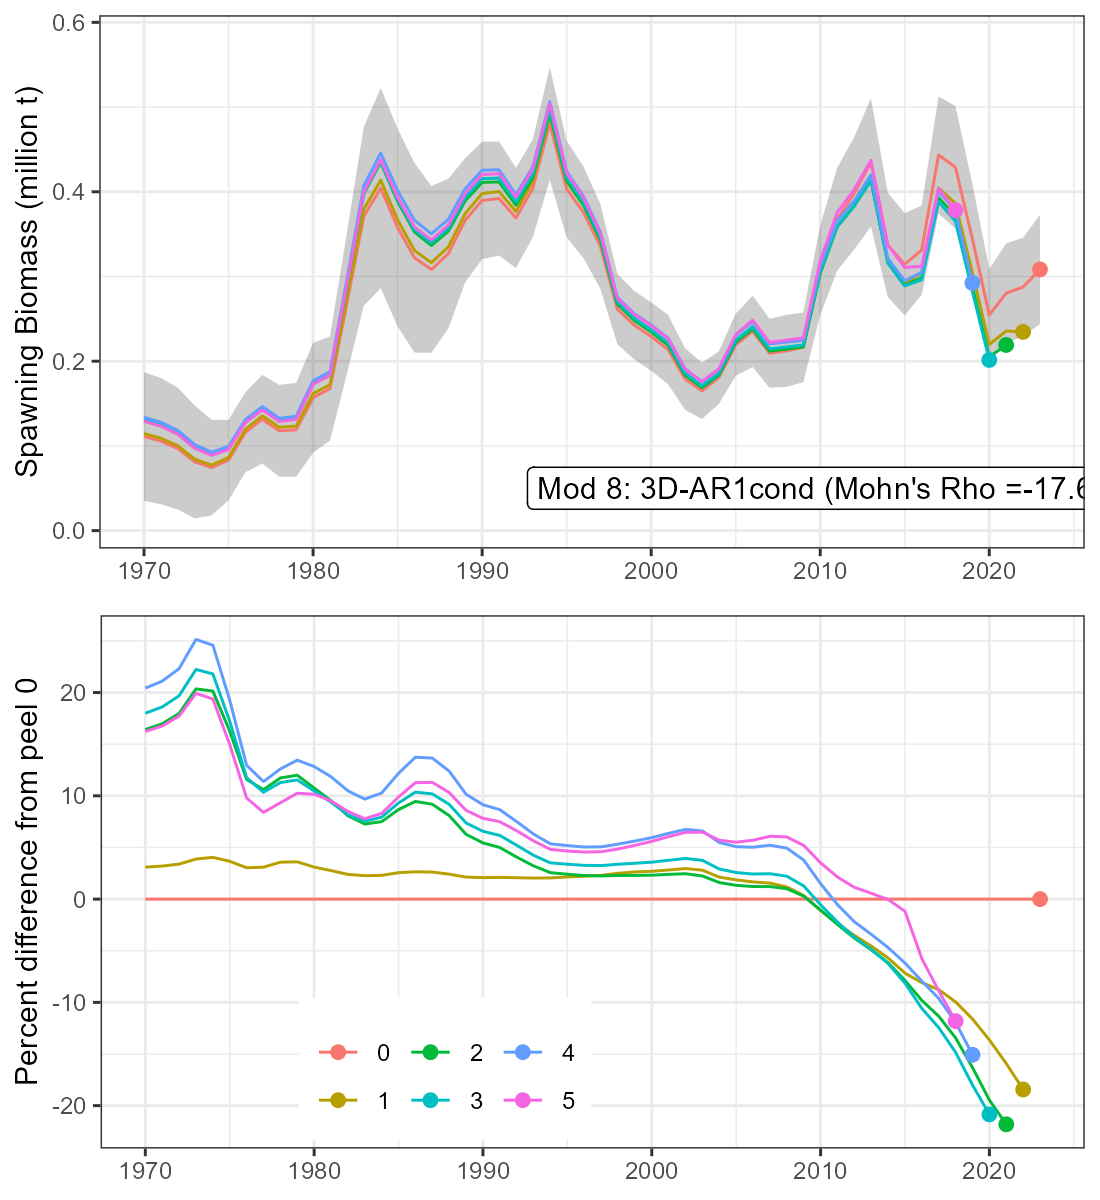 Spawning Biomass (million t)
0.6
0.4
0.2
0.0
Mod 8: 3D-AR1cond (Mohn's Rho =-17.6
1970 1980 1990 2000 2010 2020
Percent difference from peel 0
20
10
0
-10
-20
0 2 4
1 3 5
1970 1980 1990 2000 2010 2020